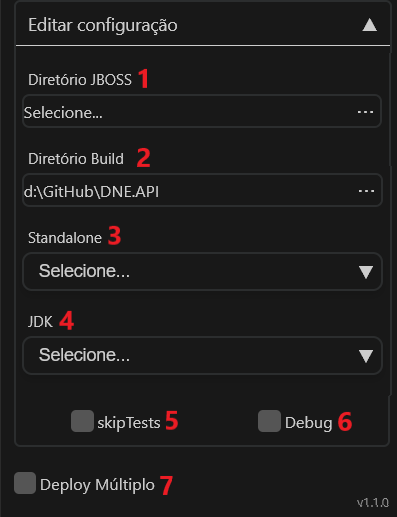 Editar configuração ▲
Diretório JBOSS 1
Selecione... ...
Diretório Build 2
d:\GitHub\DNE.API ...
Standalone 3
Selecione... ▼
JDK 4
Selecione... ▼
skipTests 5 Debug 6
Deploy Múltiplo 7
v1.1.0